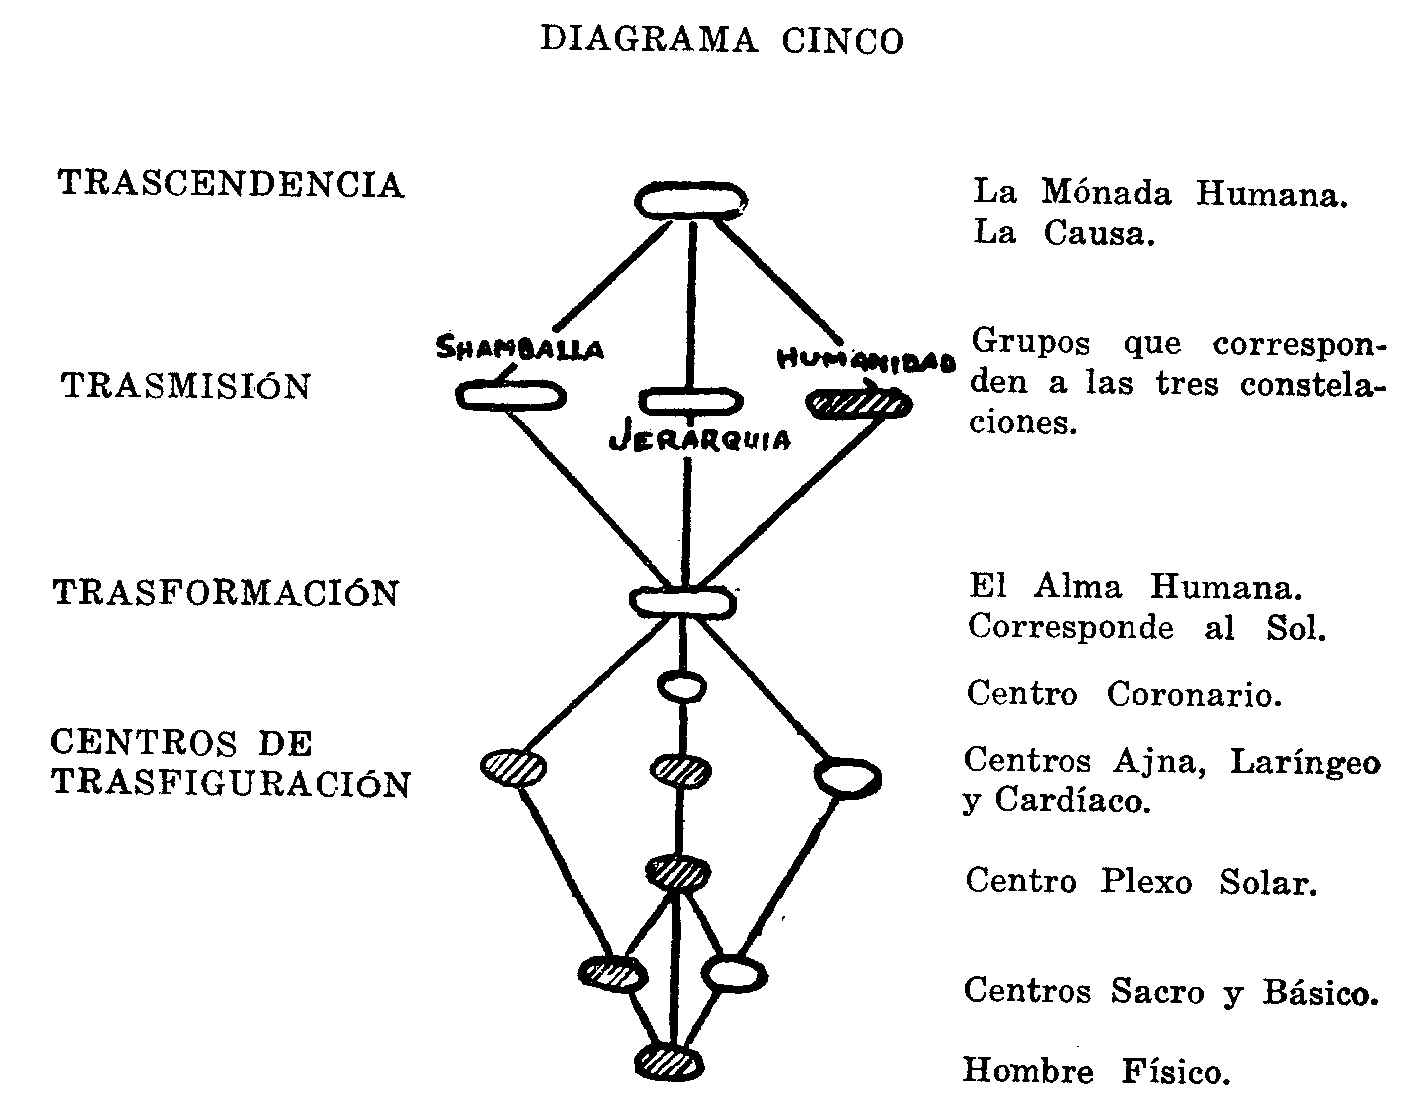 DIAGRAMA CINCO
TRASCENDENCIA
La Mónada Humana.
La Causa.
SHAMBALLA
HUMANIDAD
JERARQUIA
TRASMISIÓN
Grupos que correspon-
den a las tres constela-
ciones.
TRASFORMACIÓN
El Alma Humana.
Corresponde al Sol.
Centro Coronario.
CENTROS DE
TRASFIGURACIÓN
Centros Ajna, Laríngeo
y Cardíaco.
Centro Plexo Solar.
Centros Sacro y Básico.
Hombre Físico.